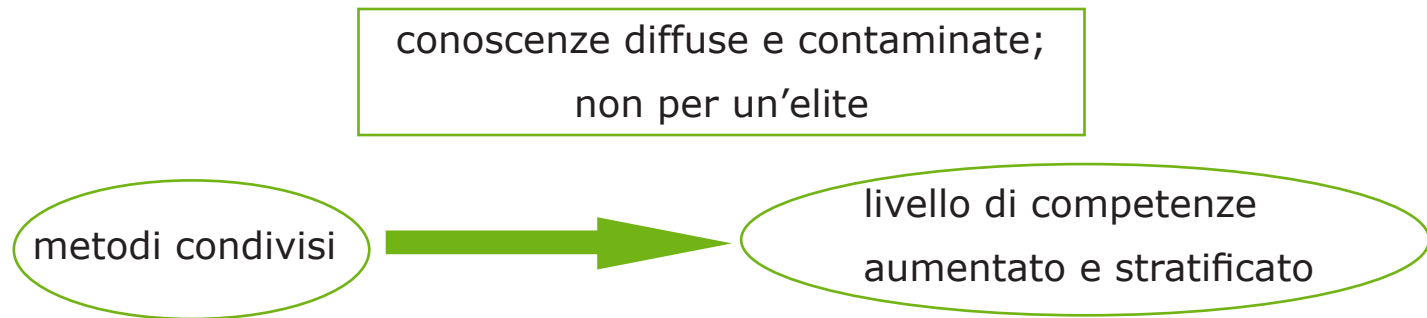 conoscenze diffuse e contaminate;
non per un’elite
metodi condivisi
livello di competenze
aumentato e stratificato